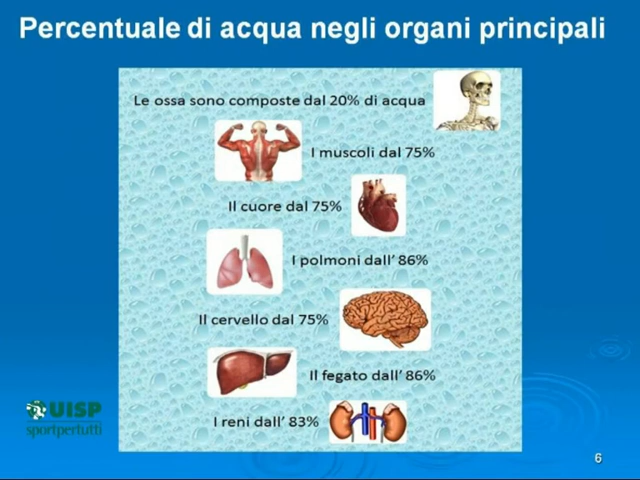 Percentuale di acqua negli organi principali
Le ossa sono composte dal 20% di acqua
I muscoli dal 75%
Il cuore dal 75%
I polmoni dall' 86%
Il cervello dal 75%
Il fegato dall' 86%
I reni dall' 83%
UISP
sportpertutti
6